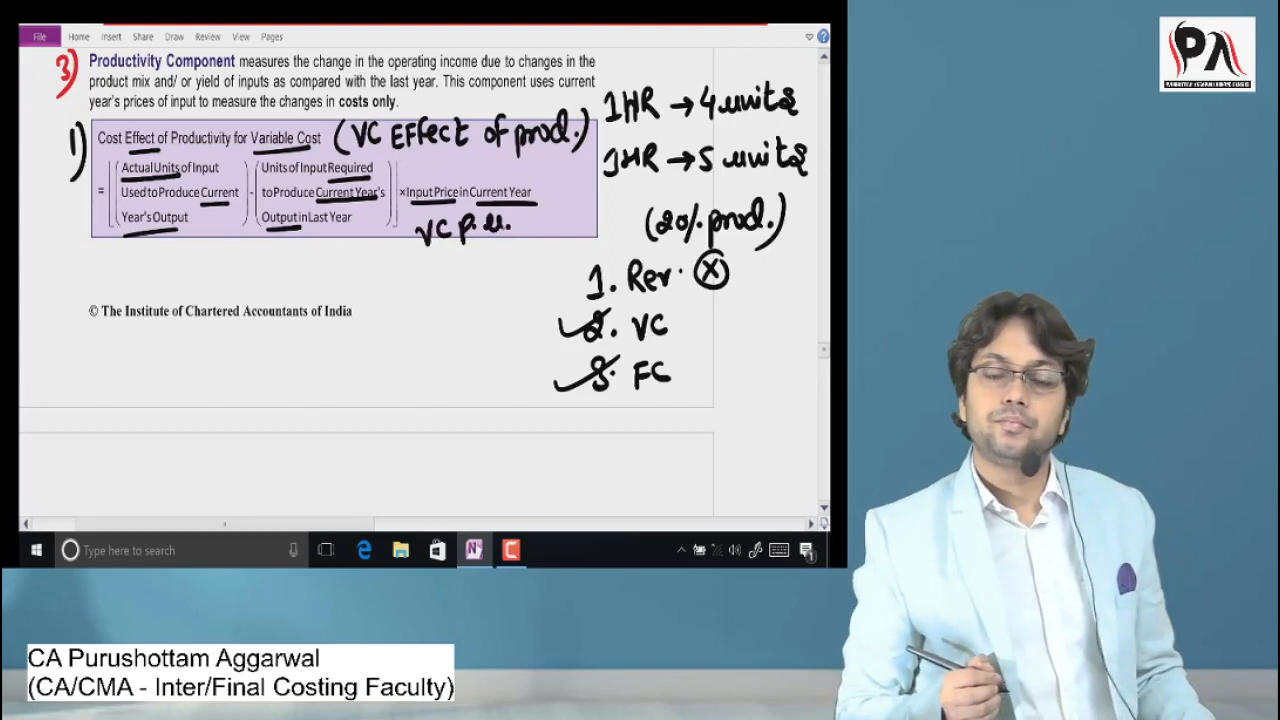 File Home Insert Share Draw Review View Pages
3) Productivity Component measures the change in the operating income due to changes in the
product mix and/ or yield of inputs as compared with the last year. This component uses current
year's prices of input to measure the changes in costs only.
1) Cost Effect of Productivity for Variable Cost (VC Effect of prod.)
= [(Actual Units of Input
Used to Produce Current
Year's Output) - (Units of Input Required
to Produce Current Year's
Output in Last Year)] × Input Price in Current Year
VC p.u.
1HR → 4 units
1HR → 5 units
(20% prod.)
1. Rev. X
2. VC
3. FC
© The Institute of Chartered Accountants of India
Type here to search
PA
CA Purushottam Aggarwal
(CA/CMA - Inter/Final Costing Faculty)